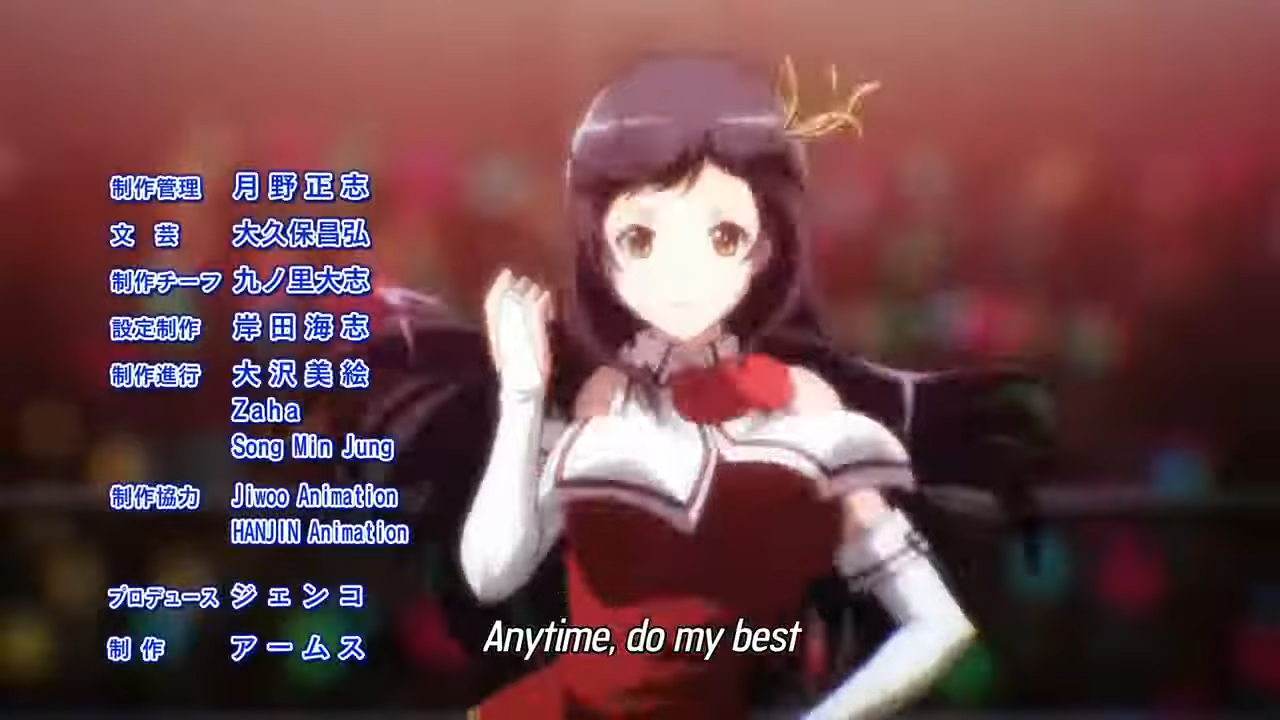 制作管理 月野正志
文芸 大久保昌弘
制作チーフ 九ノ里大志
設定制作 岸田海志
制作進行 大沢美絵
Zaha
Song Min Jung
制作協力 Jiwoo Animation
HANJIN Animation
プロデュース ジェンコ
制作 アームス
Anytime, do my best